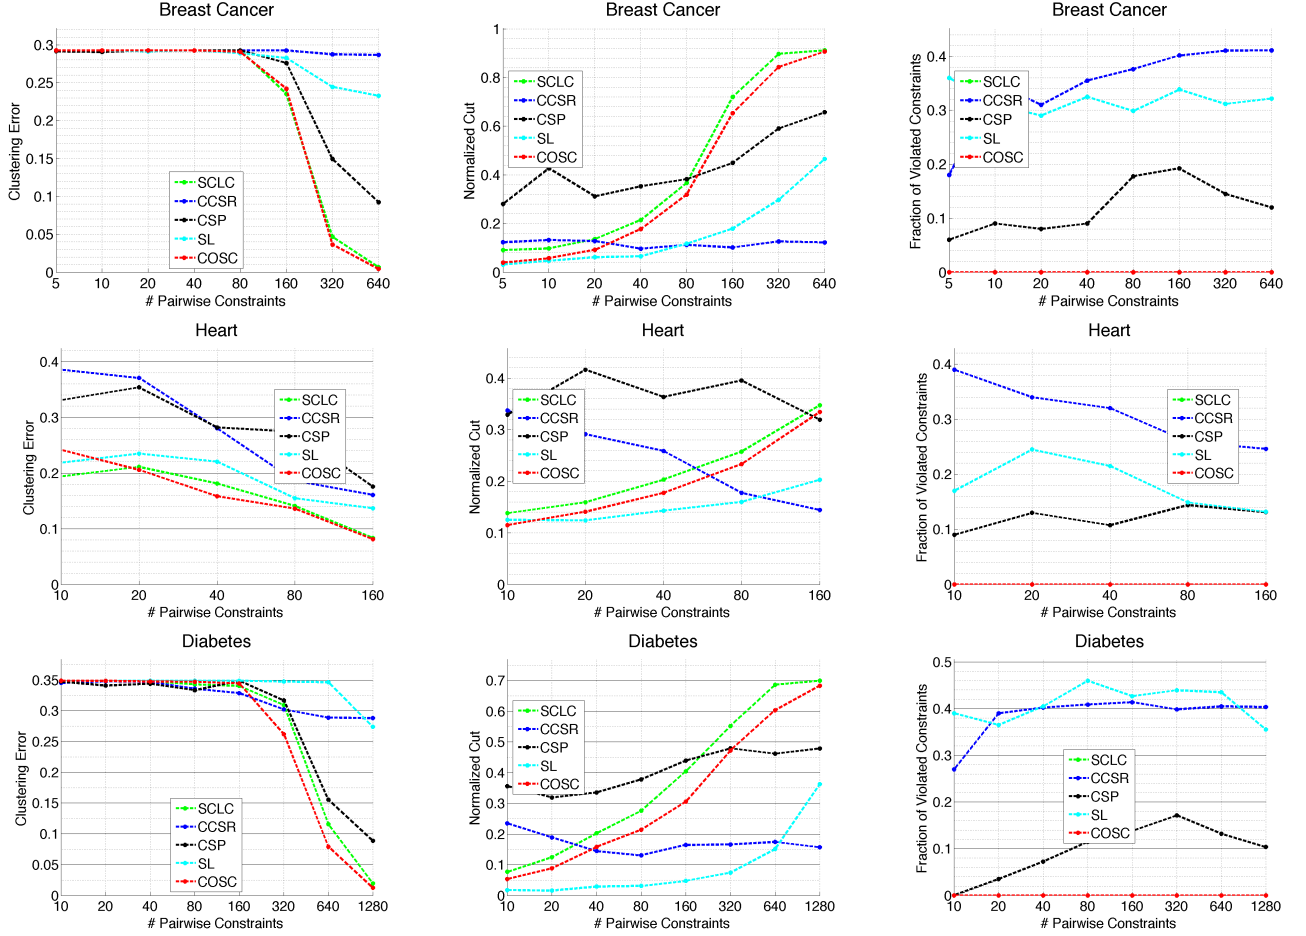 Breast Cancer
Clustering Error
0.3
0.25
0.2
0.15
0.1
0.05
0
SCLC
CCSR
CSP
SL
COSC
5 10 20 40 80 160 320 640
# Pairwise Constraints
Breast Cancer
Normalized Cut
1
0.8
0.6
0.4
0.2
0
SCLC
CCSR
CSP
SL
COSC
5 10 20 40 80 160 320 640
# Pairwise Constraints
Breast Cancer
Fraction of Violated Constraints
0.4
0.3
0.2
0.1
0
SCLC
CCSR
CSP
SL
COSC
5 10 20 40 80 160 320 640
# Pairwise Constraints
Heart
Clustering Error
0.4
0.3
0.2
0.1
0
SCLC
CCSR
CSP
SL
COSC
10 20 40 80 160
# Pairwise Constraints
Heart
Normalized Cut
0.4
0.3
0.2
0.1
0
SCLC
CCSR
CSP
SL
COSC
10 20 40 80 160
# Pairwise Constraints
Heart
Fraction of Violated Constraints
0.4
0.3
0.2
0.1
0
SCLC
CCSR
CSP
SL
COSC
10 20 40 80 160
# Pairwise Constraints
Diabetes
Clustering Error
0.35
0.3
0.25
0.2
0.15
0.1
0.05
0
SCLC
CCSR
CSP
SL
COSC
10 20 40 80 160 320 640 1280
# Pairwise Constraints
Diabetes
Normalized Cut
0.7
0.6
0.5
0.4
0.3
0.2
0.1
0
SCLC
CCSR
CSP
SL
COSC
10 20 40 80 160 320 640 1280
# Pairwise Constraints
Diabetes
Fraction of Violated Constraints
0.5
0.4
0.3
0.2
0.1
0
SCLC
CCSR
CSP
SL
COSC
10 20 40 80 160 320 640 1280
# Pairwise Constraints